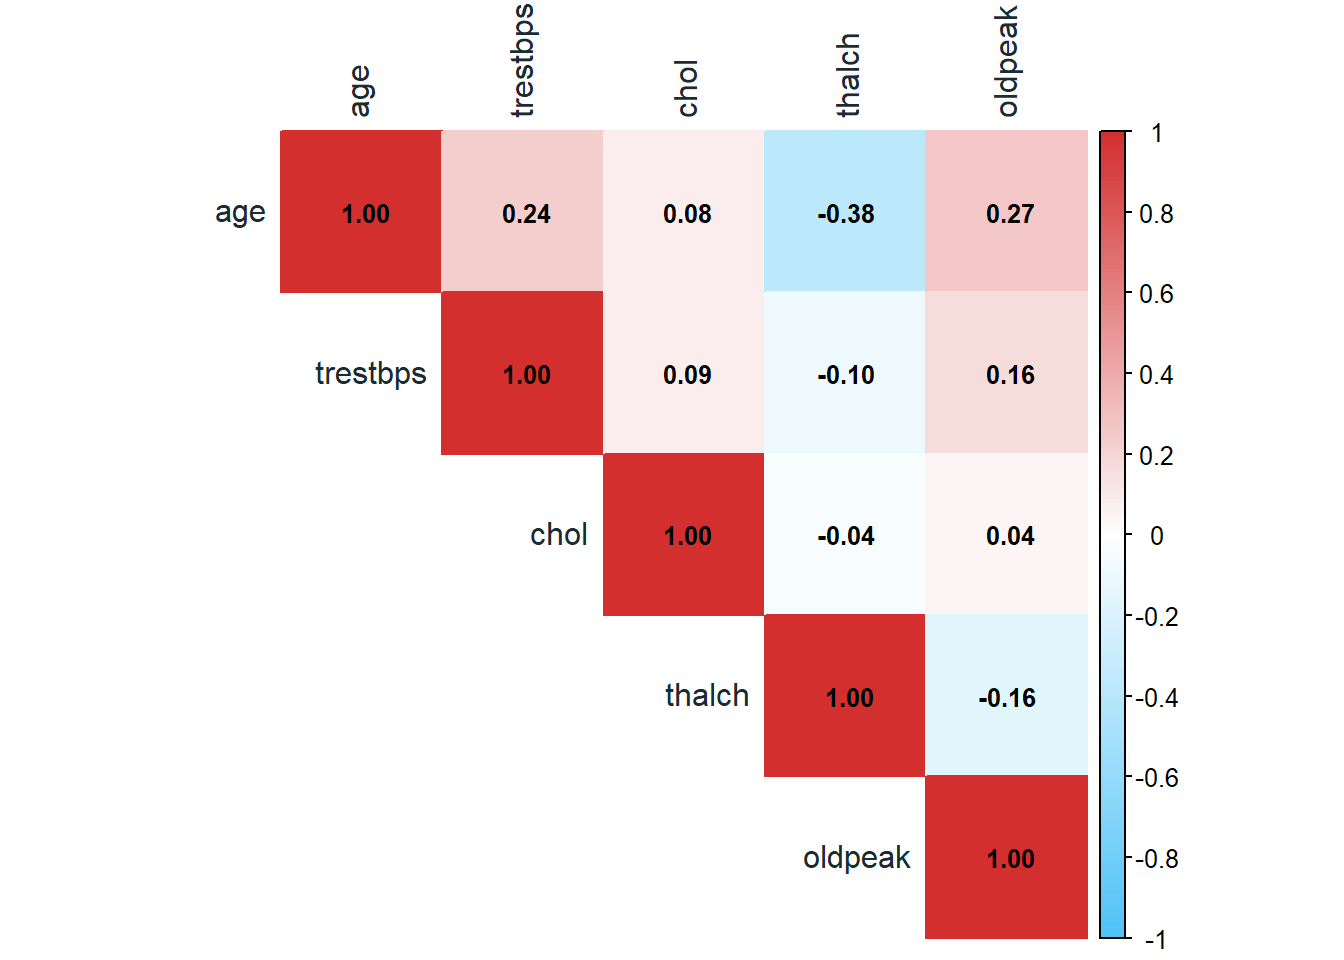 age trestbps chol thalch oldpeak
1
age 1.00 0.24 0.08 -0.38 0.27 0.8
0.6
trestbps 1.00 0.09 -0.10 0.16 0.4
0.2
chol 1.00 -0.04 0.04 0
-0.2
thalch 1.00 -0.16 -0.4
-0.6
oldpeak 1.00 -0.8
-1